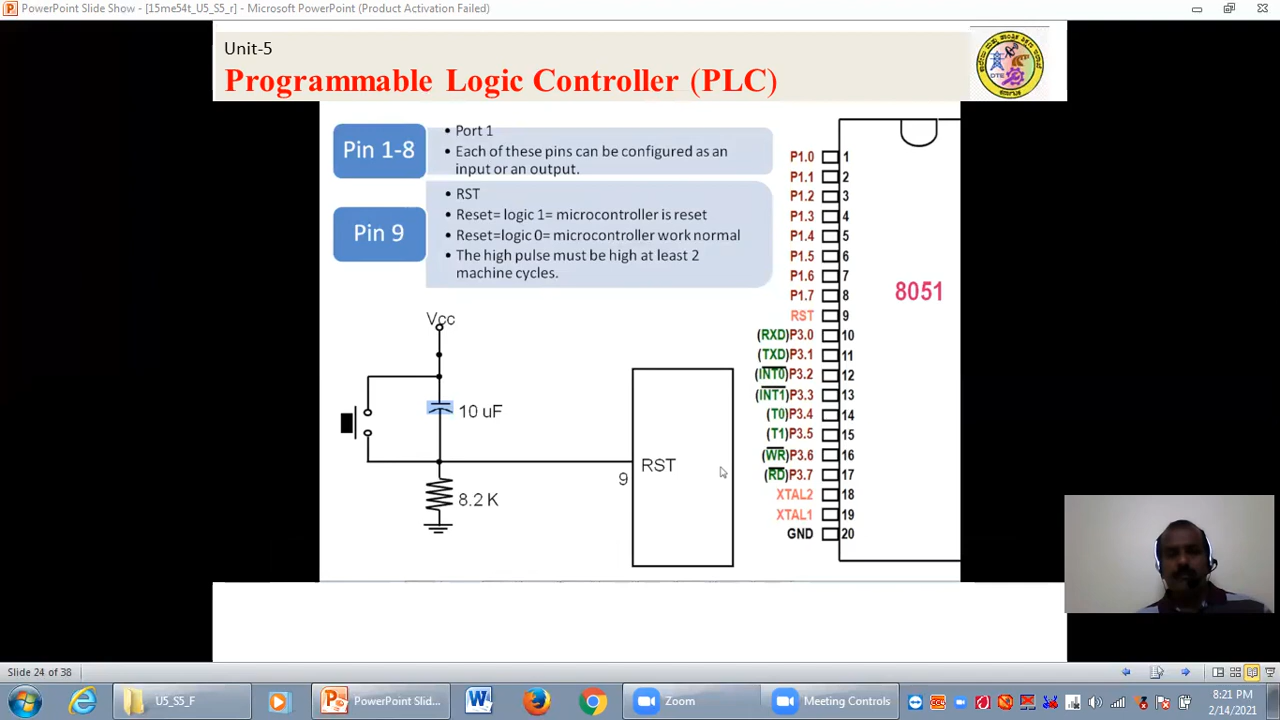 PowerPoint Slide Show - [15me54t_U5_S5_r] - Microsoft PowerPoint (Product Activation Failed)
Unit-5
Programmable Logic Controller (PLC)
DTE
Pin 1-8
• Port 1
• Each of these pins can be configured as an
input or an output.
Pin 9
• RST
• Reset= logic 1= microcontroller is reset
• Reset=logic 0= microcontroller work normal
• The high pulse must be high at least 2
machine cycles.
Vcc
10 uF
8.2 K
9
RST
8051
P1.0 1
P1.1 2
P1.2 3
P1.3 4
P1.4 5
P1.5 6
P1.6 7
P1.7 8
RST 9
(RXD)P3.0 10
(TXD)P3.1 11
(INT0)P3.2 12
(INT1)P3.3 13
(T0)P3.4 14
(T1)P3.5 15
(WR)P3.6 16
(RD)P3.7 17
XTAL2 18
XTAL1 19
GND 20
Slide 24 of 38
U5_S5_F
PowerPoint Slid...
Zoom
Meeting Controls
8:21 PM
2/14/2021